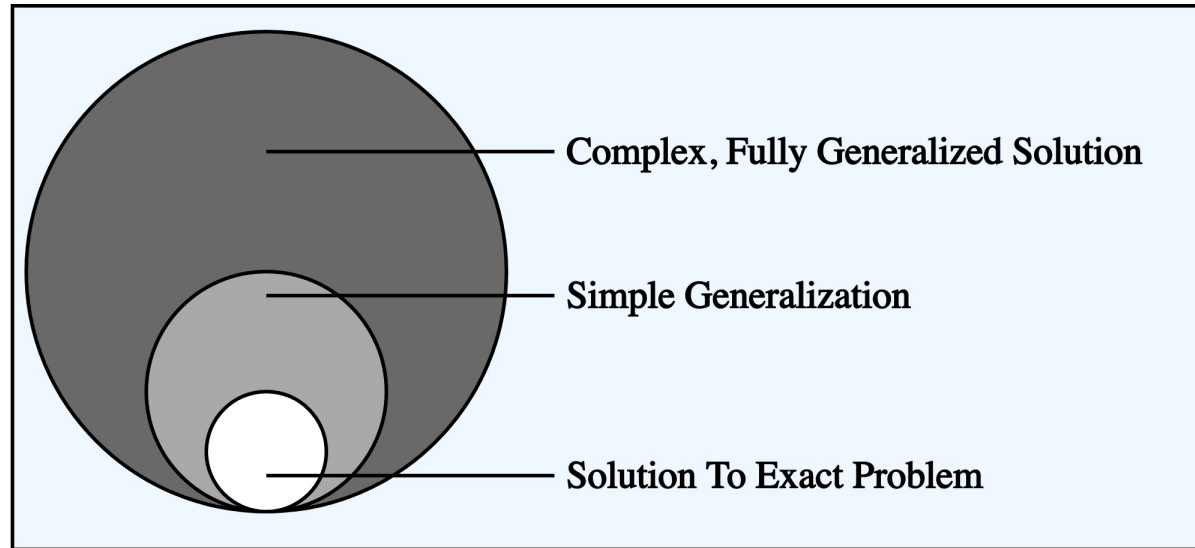 Complex, Fully Generalized Solution
Simple Generalization
Solution To Exact Problem